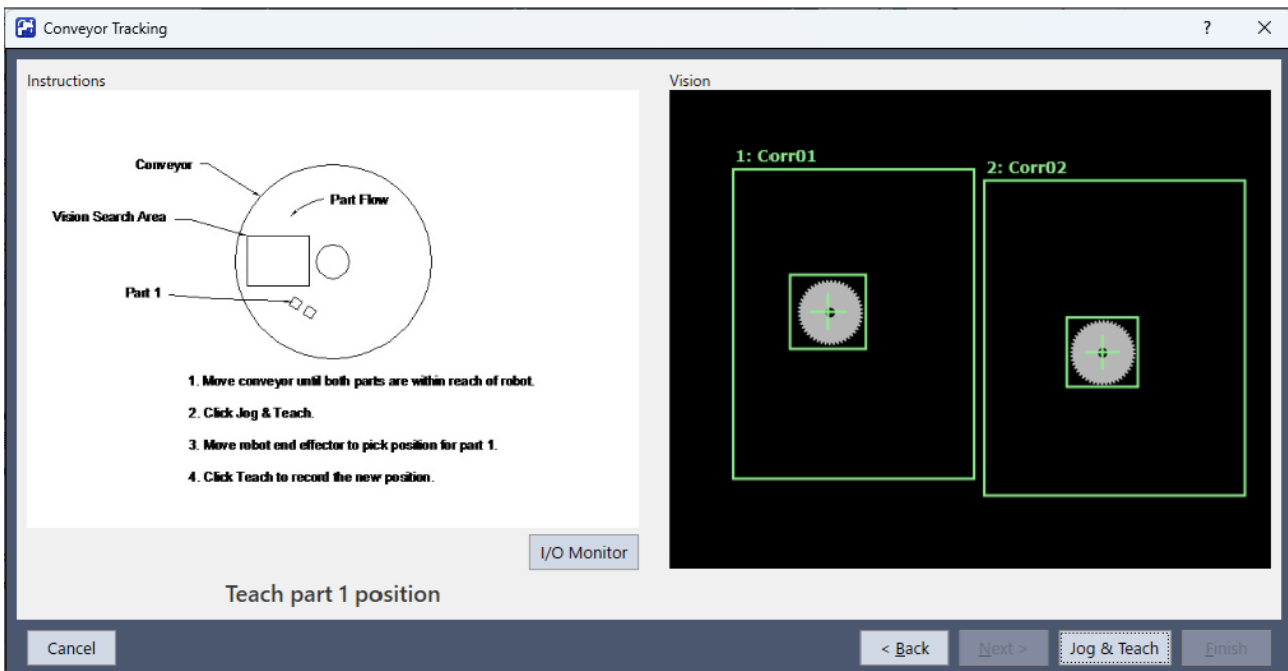 Conveyor Tracking
?
Instructions
Vision
Conveyor
Part Flow
Vision Search Area
Part 1
1. Move conveyor until both parts are within reach of robot.
2. Click Jog & Teach.
3. Move robot end effector to pick position for part 1.
4. Click Teach to record the new position.
1: Corr01
2: Corr02
I/O Monitor
Teach part 1 position
Cancel
< Back
Next >
Jog & Teach
Finish